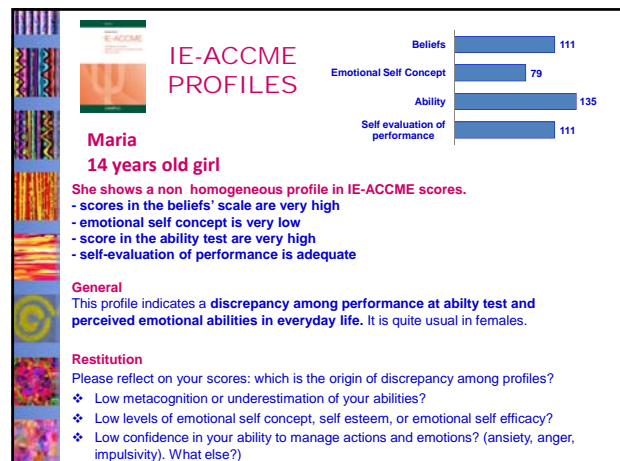 IE-ACCME
IE-ACCME
PROFILES
Beliefs 111
Emotional Self Concept 79
Ability 135
Self evaluation of
performance 111
Maria
14 years old girl
She shows a non homogeneous profile in IE-ACCME scores.
- scores in the beliefs' scale are very high
- emotional self concept is very low
- score in the ability test are very high
- self-evaluation of performance is adequate
General
This profile indicates a discrepancy among performance at abilty test and
perceived emotional abilities in everyday life. It is quite usual in females.
Restitution
Please reflect on your scores: which is the origin of discrepancy among profiles?
❖ Low metacognition or underestimation of your abilities?
❖ Low levels of emotional self concept, self esteem, or emotional self efficacy?
❖ Low confidence in your ability to manage actions and emotions? (anxiety, anger,
impulsivity). What else?)